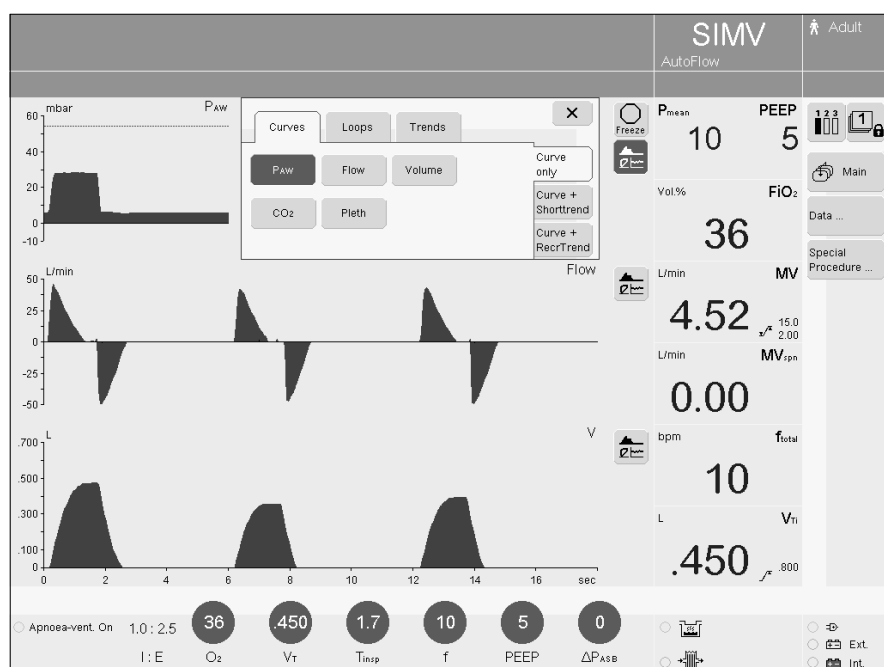 SIMV
AutoFlow
Adult
mbar
PAW
60
40
20
0
-10
Curves
Loops
Trends
PAW
Flow
Volume
CO2
Pleth
Curve
only
Curve +
Shorttrend
Curve +
RecrTrend
Freeze
Pmean
PEEP
10
5
1 2 3
1
Main
Data ...
Special
Procedure ...
Vol.%
FiO2
36
L/min
Flow
50
25
0
-25
-50
L/min
MV
4.52
15.0
2.00
L/min
MVspn
0.00
L
V
.700
.500
.300
.100
0
0 2 4 6 8 10 12 14 16 sec
bpm
ftotal
10
L
VTi
.450
.800
Apnoea-vent. On
1.0 : 2.5
36
.450
1.7
10
5
0
I : E
O2
VT
Tinsp
f
PEEP
ΔPASB
Ext.
Int.